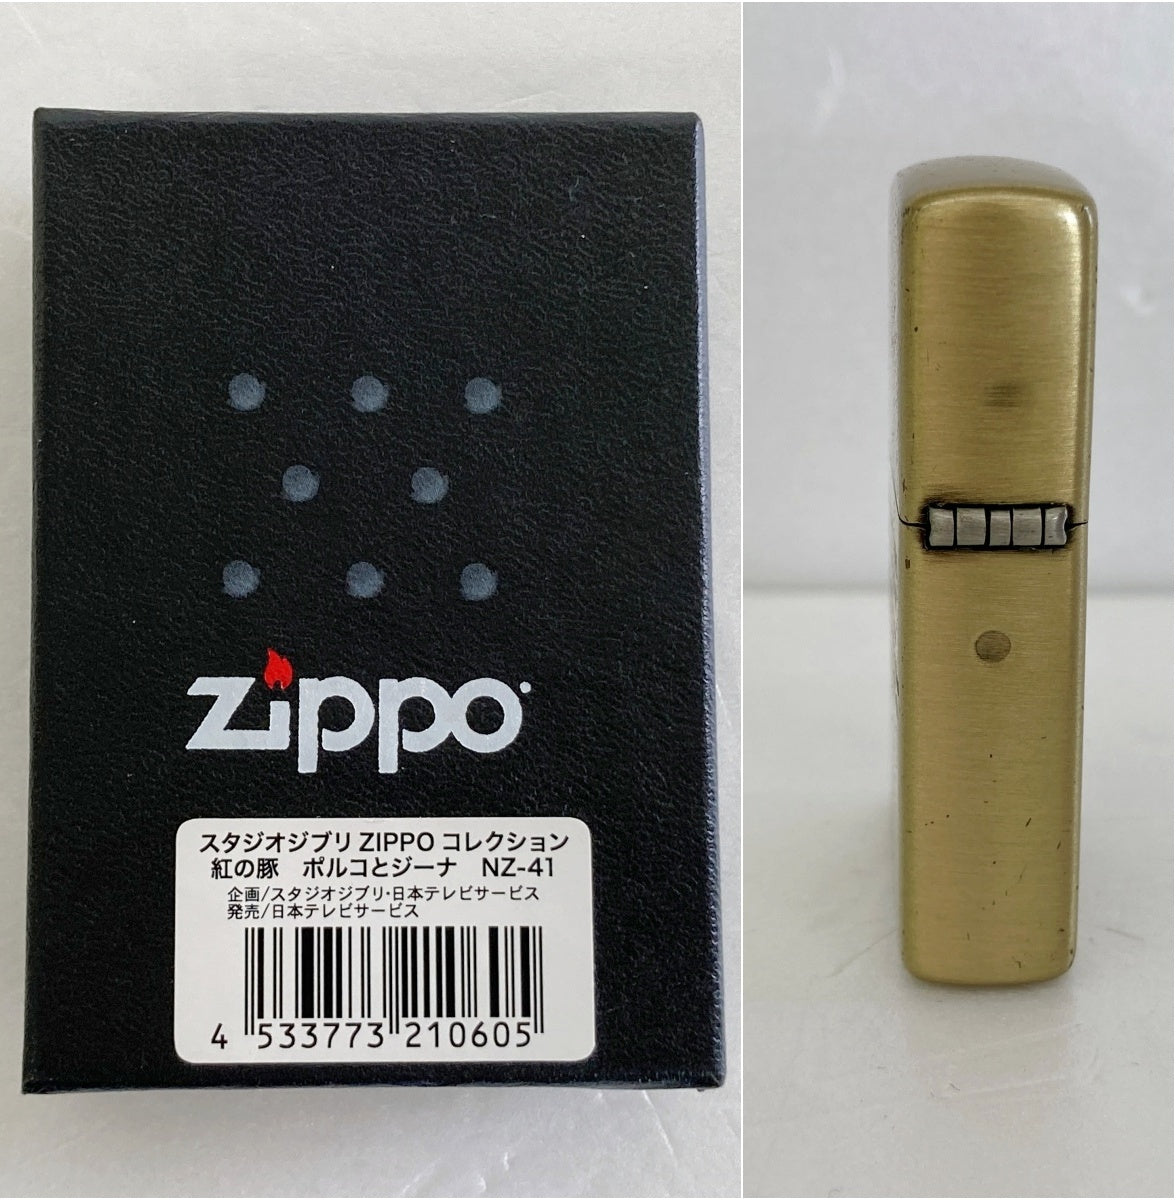 zippo
スタジオジブリ ZIPPO コレクション
紅の豚　ポルコとジーナ　NZ-41
企画/スタジオジブリ・日本テレビサービス
発売/日本テレビサービス
4 533773 210605